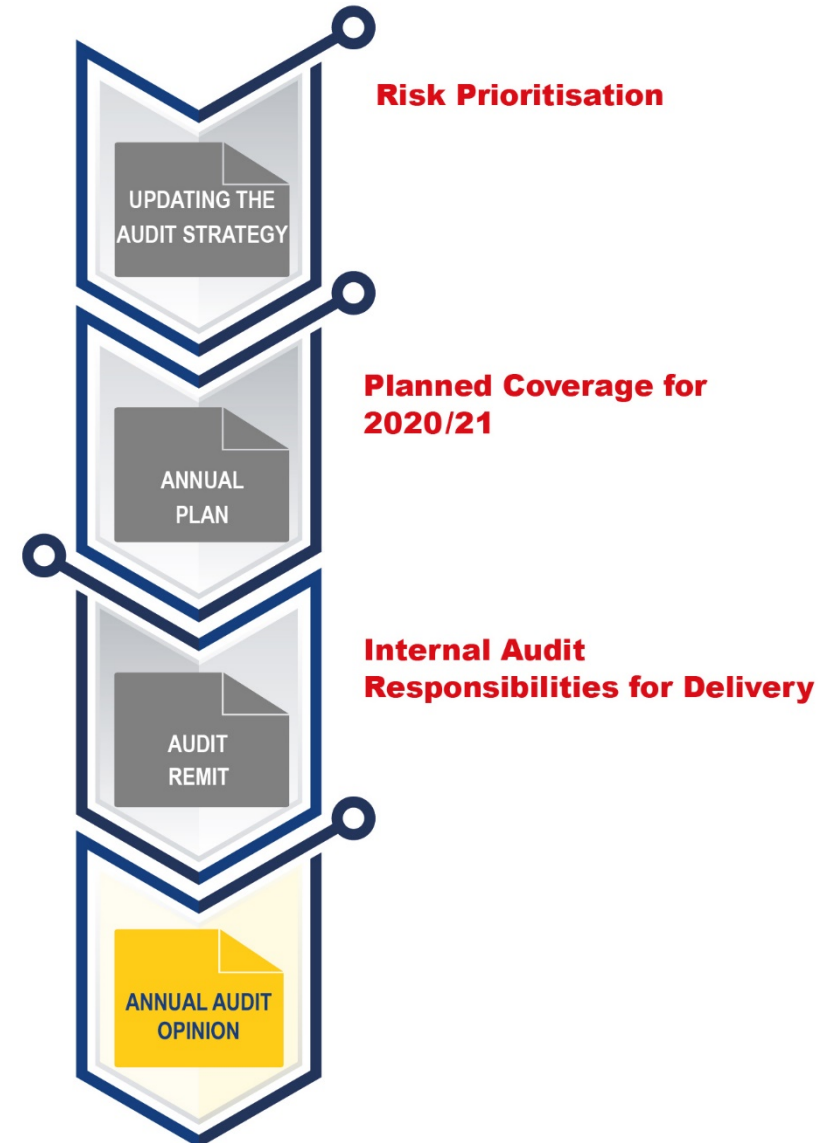 Risk Prioritisation
UPDATING THE
AUDIT STRATEGY
Planned Coverage for
2020/21
ANNUAL
PLAN
Internal Audit
Responsibilities for Delivery
AUDIT
REMIT
ANNUAL AUDIT
OPINION